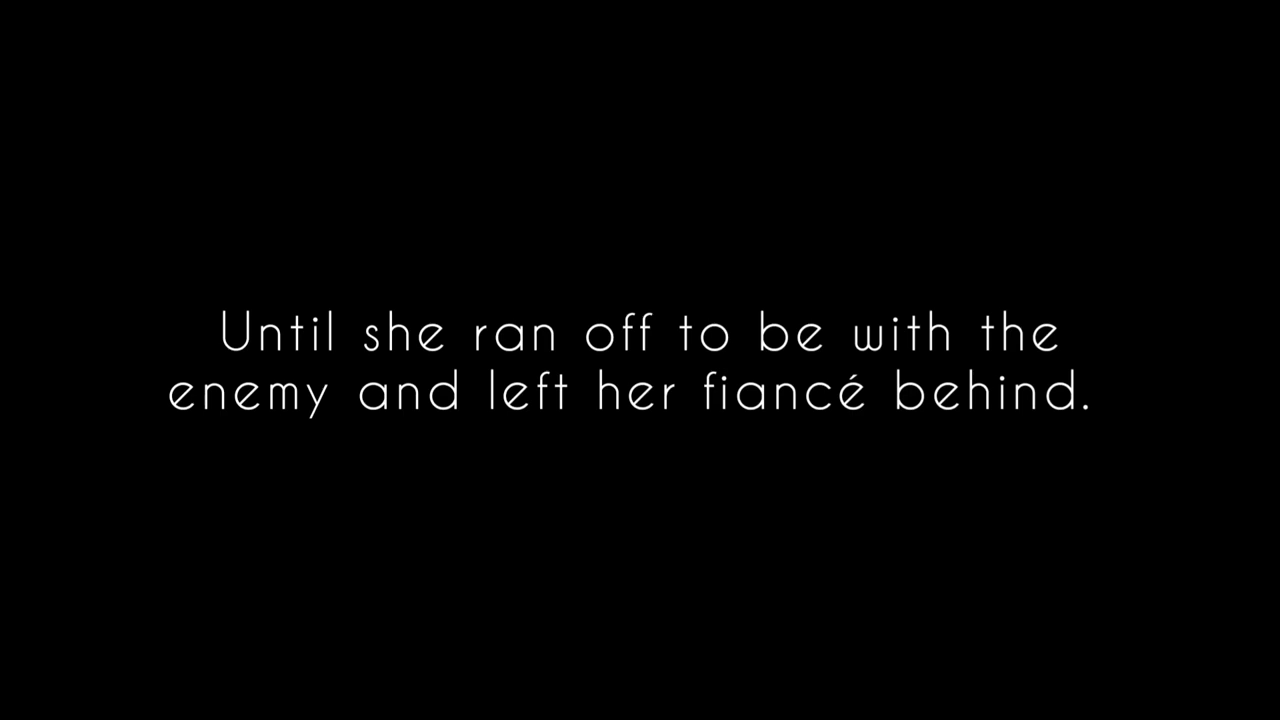 Until she ran off to be with the
enemy and left her fiancé behind.